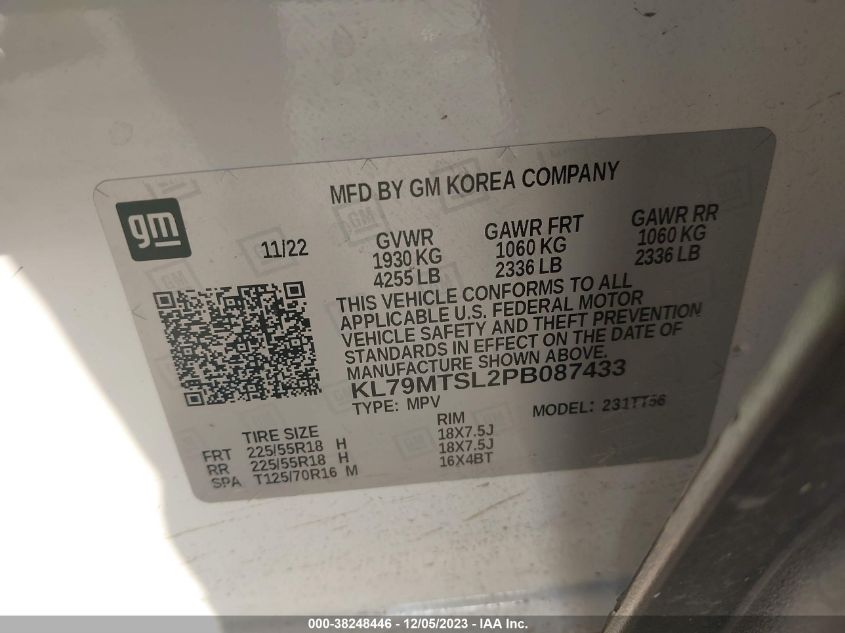 MFD BY GM KOREA COMPANY
gm
11/22
GVWR
1930 KG
4255 LB
GAWR FRT
1060 KG
2336 LB
GAWR RR
1060 KG
2336 LB
THIS VEHICLE CONFORMS TO ALL
APPLICABLE U.S. FEDERAL MOTOR
VEHICLE SAFETY AND THEFT PREVENTION
STANDARDS IN EFFECT ON THE DATE OF
MANUFACTURE SHOWN ABOVE.
KL79MTSL2PB087433
TYPE: MPV
MODEL: 231TT56
TIRE SIZE RIM
FRT 225/55R18 H 18X7.5J
RR 225/55R18 H 18X7.5J
SPA T125/70R16 M 16X4BT
000-38248446 - 12/05/2023 - IAA Inc.